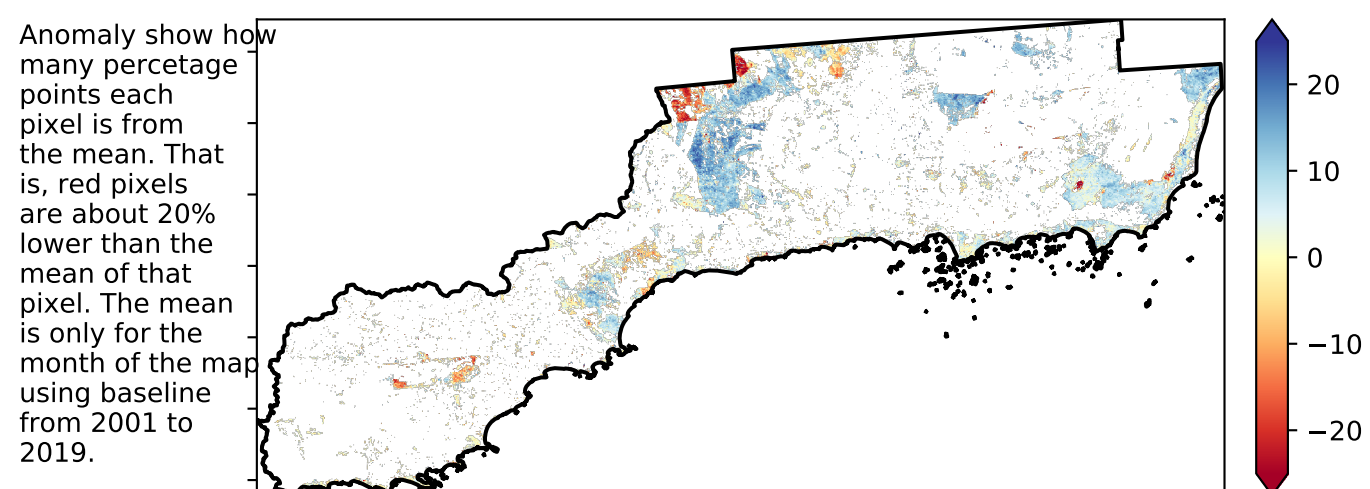 Anomaly show how
many percetage
points each
pixel is from
the mean. That
is, red pixels
are about 20%
lower than the
mean of that
pixel. The mean
is only for the
month of the map
using baseline
from 2001 to
2019.
20
10
0
−10
−20